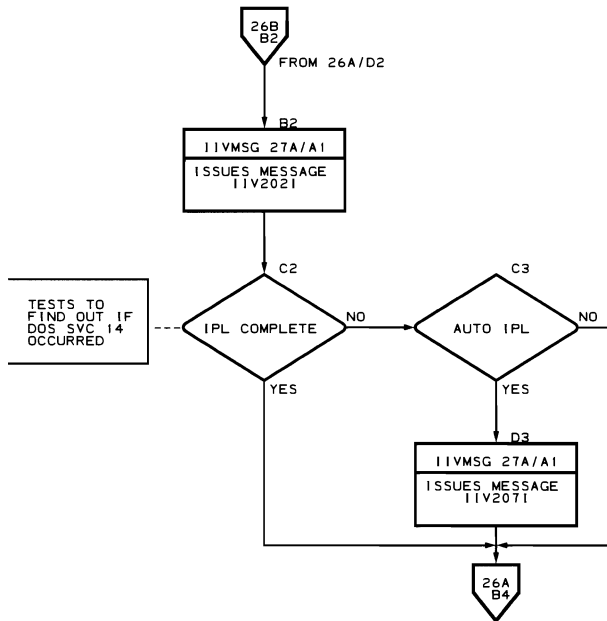 26B
B2
FROM 26A/D2
B2
IIVMSG 27A/A1
ISSUES MESSAGE
IIV202I
C2
C3
TESTS TO
FIND OUT IF
DOS SVC 14
OCCURRED
IPL COMPLETE
NO
AUTO IPL
NO
YES
YES
D3
IIVMSG 27A/A1
ISSUES MESSAGE
IIV207I
26A
B4